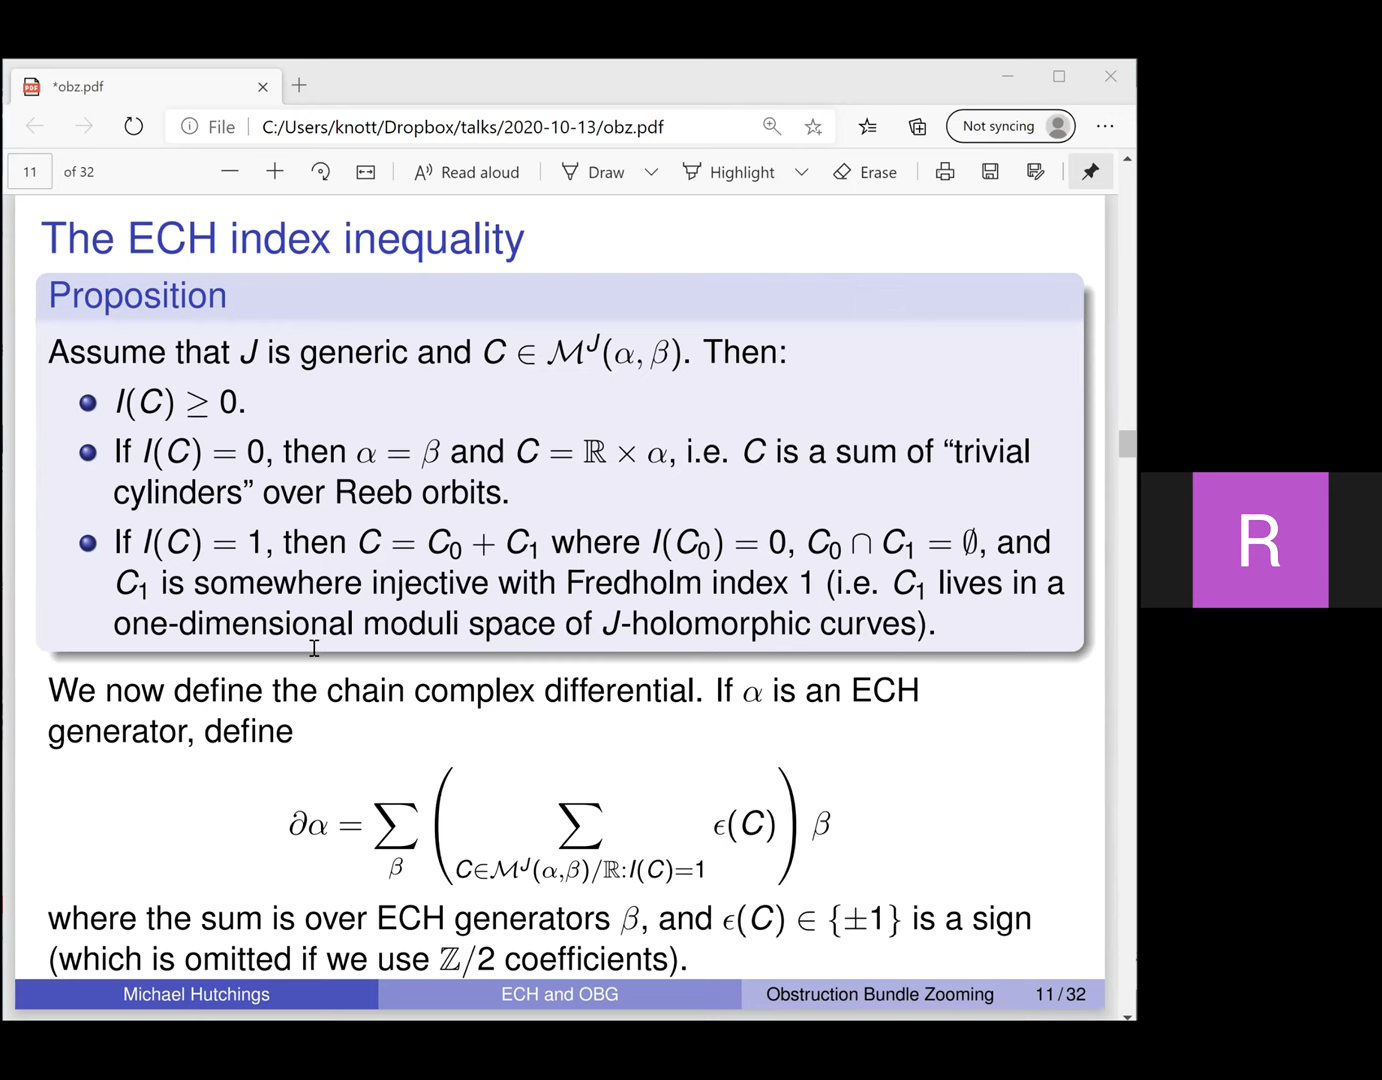 *obz.pdf
File C:/Users/knott/Dropbox/talks/2020-10-13/obz.pdf Not syncing
11 of 32 Read aloud Draw Highlight Erase
The ECH index inequality
Proposition
Assume that J is generic and C ∈ ℳᴶ(α, β). Then:
I(C) ≥ 0.
If I(C) = 0, then α = β and C = ℝ × α, i.e. C is a sum of “trivial
cylinders” over Reeb orbits.
If I(C) = 1, then C = C₀ + C₁ where I(C₀) = 0, C₀ ∩ C₁ = ∅, and
C₁ is somewhere injective with Fredholm index 1 (i.e. C₁ lives in a
one-dimensional moduli space of J-holomorphic curves).
We now define the chain complex differential. If α is an ECH
generator, define
∂α = ∑_β ( ∑_{C∈ℳᴶ(α,β)/ℝ:I(C)=1} ϵ(C) ) β
where the sum is over ECH generators β, and ϵ(C) ∈ {±1} is a sign
(which is omitted if we use ℤ/2 coefficients).
Michael Hutchings ECH and OBG Obstruction Bundle Zooming 11/32
R